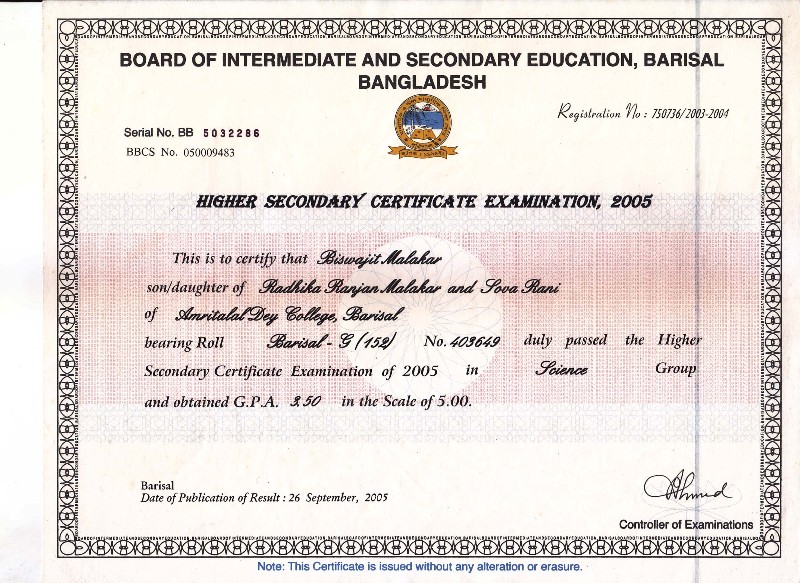 BOARD OF INTERMEDIATE AND SECONDARY EDUCATION, BARISAL
BANGLADESH
Registration No : 750736/2003-2004
Serial No. BB 5032286
BBCS No. 050009483
HIGHER SECONDARY CERTIFICATE EXAMINATION, 2005
This is to certify that Biswajit Malakar
son/daughter of Radhika Ranjan Malakar and Sova Rani
of Amritalal Dey College, Barisal
bearing Roll Barisal - G (152) No. 403649 duly passed the Higher
Secondary Certificate Examination of 2005 in Science Group
and obtained G.P.A. 3.50 in the Scale of 5.00.
Barisal
Date of Publication of Result : 26 September, 2005
Ahmed
Controller of Examinations
Note: This Certificate is issued without any alteration or erasure.